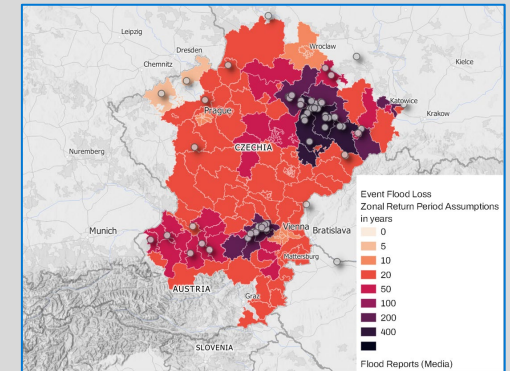 Leipzig
Dresden
Wroclaw
Chemnitz
Kielce
Katowice
Prague
Krakow
CZECHIA
Nuremberg
Munich
Vienna
Bratislava
Mattersburg
AUSTRIA
Graz
SLOVENIA
Event Flood Loss
Zonal Return Period Assumptions
in years
0
5
10
20
50
100
200
400
Flood Reports (Media)